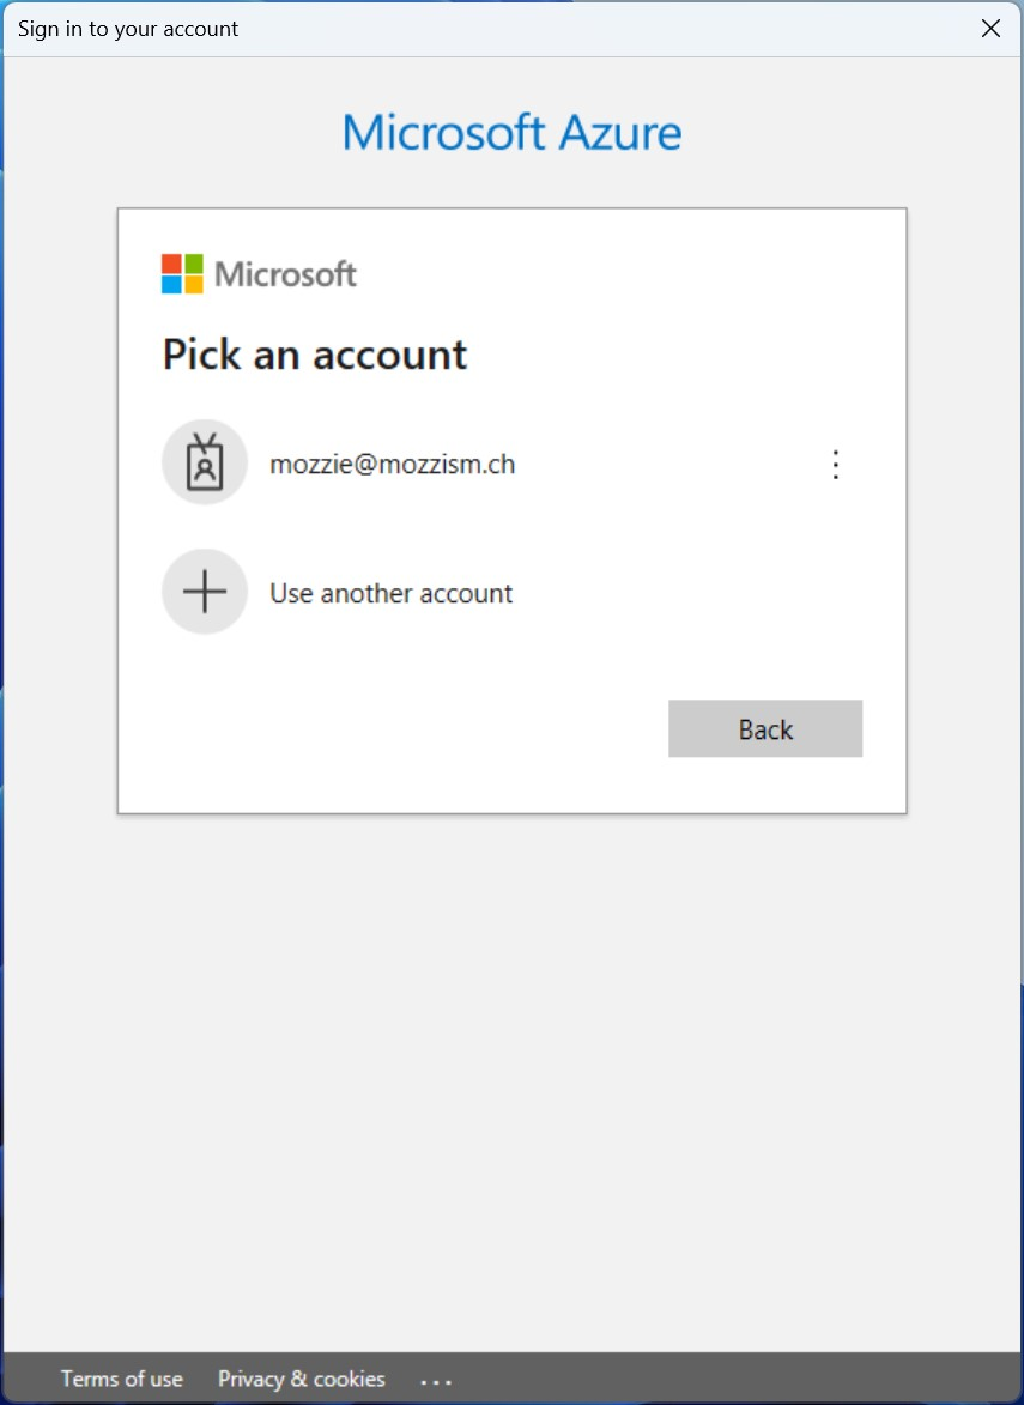 Sign in to your account
Microsoft Azure
Microsoft
Pick an account
mozzie@mozzism.ch
Use another account
Back
Terms of use Privacy & cookies ...